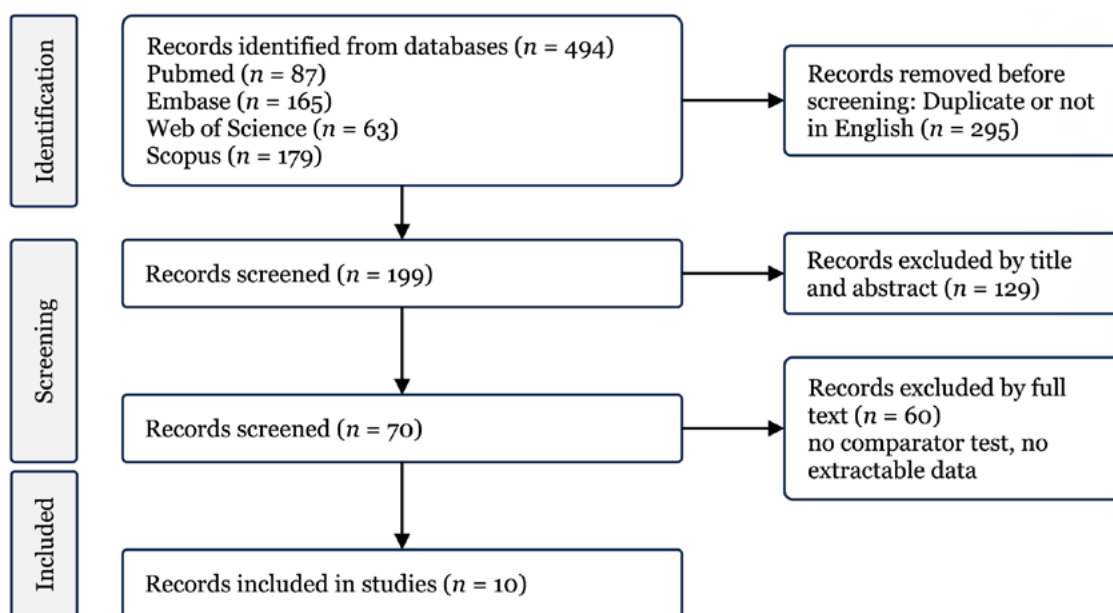 Identification
Records identified from databases (n = 494)
Pubmed (n = 87)
Embase (n = 165)
Web of Science (n = 63)
Scopus (n = 179)
Records removed before
screening: Duplicate or not
in English (n = 295)
Screening
Records screened (n = 199)
Records excluded by title
and abstract (n = 129)
Records screened (n = 70)
Records excluded by full
text (n = 60)
no comparator test, no
extractable data
Included
Records included in studies (n = 10)